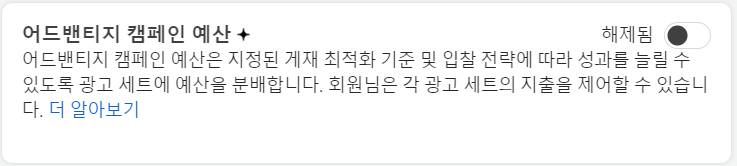 어드밴티지 캠페인 예산
해제됨
어드밴티지 캠페인 예산은 지정된 게재 최적화 기준 및 입찰 전략에 따라 성과를 늘릴 수
있도록 광고 세트에 예산을 분배합니다. 회원님은 각 광고 세트의 지출을 제어할 수 있습니
다. 더 알아보기